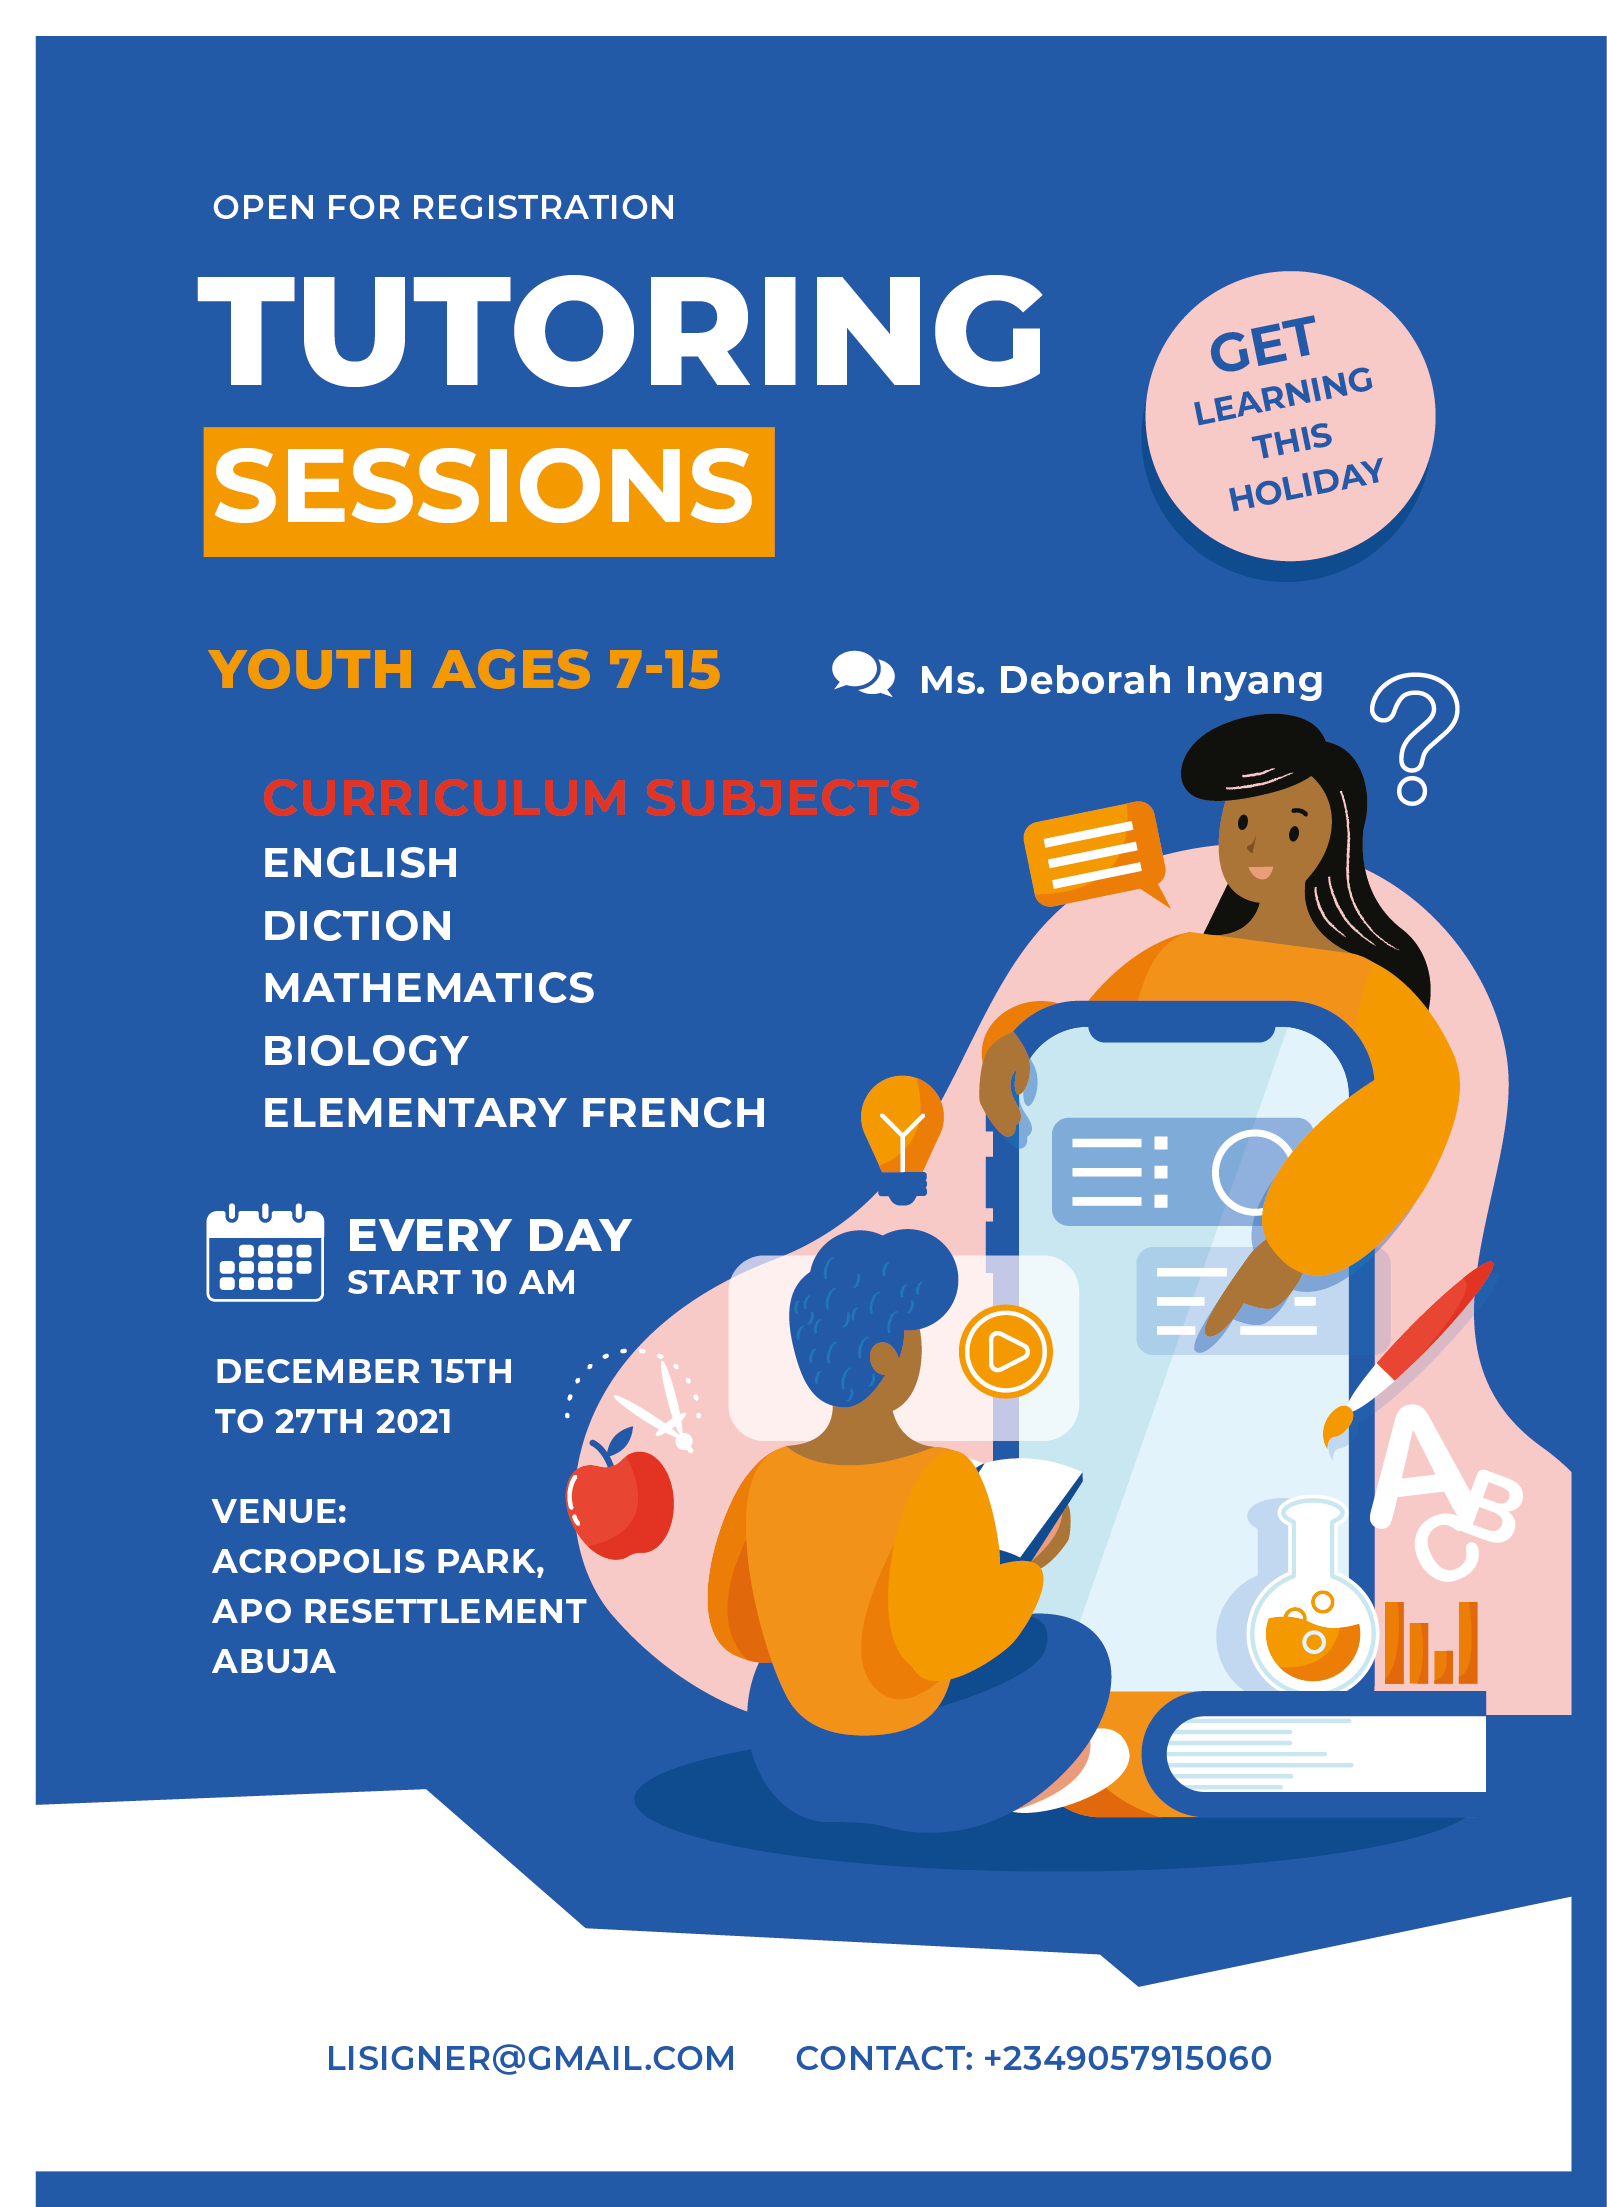 OPEN FOR REGISTRATION
TUTORING
SESSIONS
GET
LEARNING
THIS
HOLIDAY
YOUTH AGES 7-15
Ms. Deborah Inyang
?
CURRICULUM SUBJECTS
ENGLISH
DICTION
MATHEMATICS
BIOLOGY
ELEMENTARY FRENCH
EVERY DAY
START 10 AM
DECEMBER 15TH
TO 27TH 2021
VENUE:
ACROPOLIS PARK,
APO RESETTLEMENT
ABUJA
A
B
C
LISIGNER@GMAIL.COM CONTACT: +2349057915060